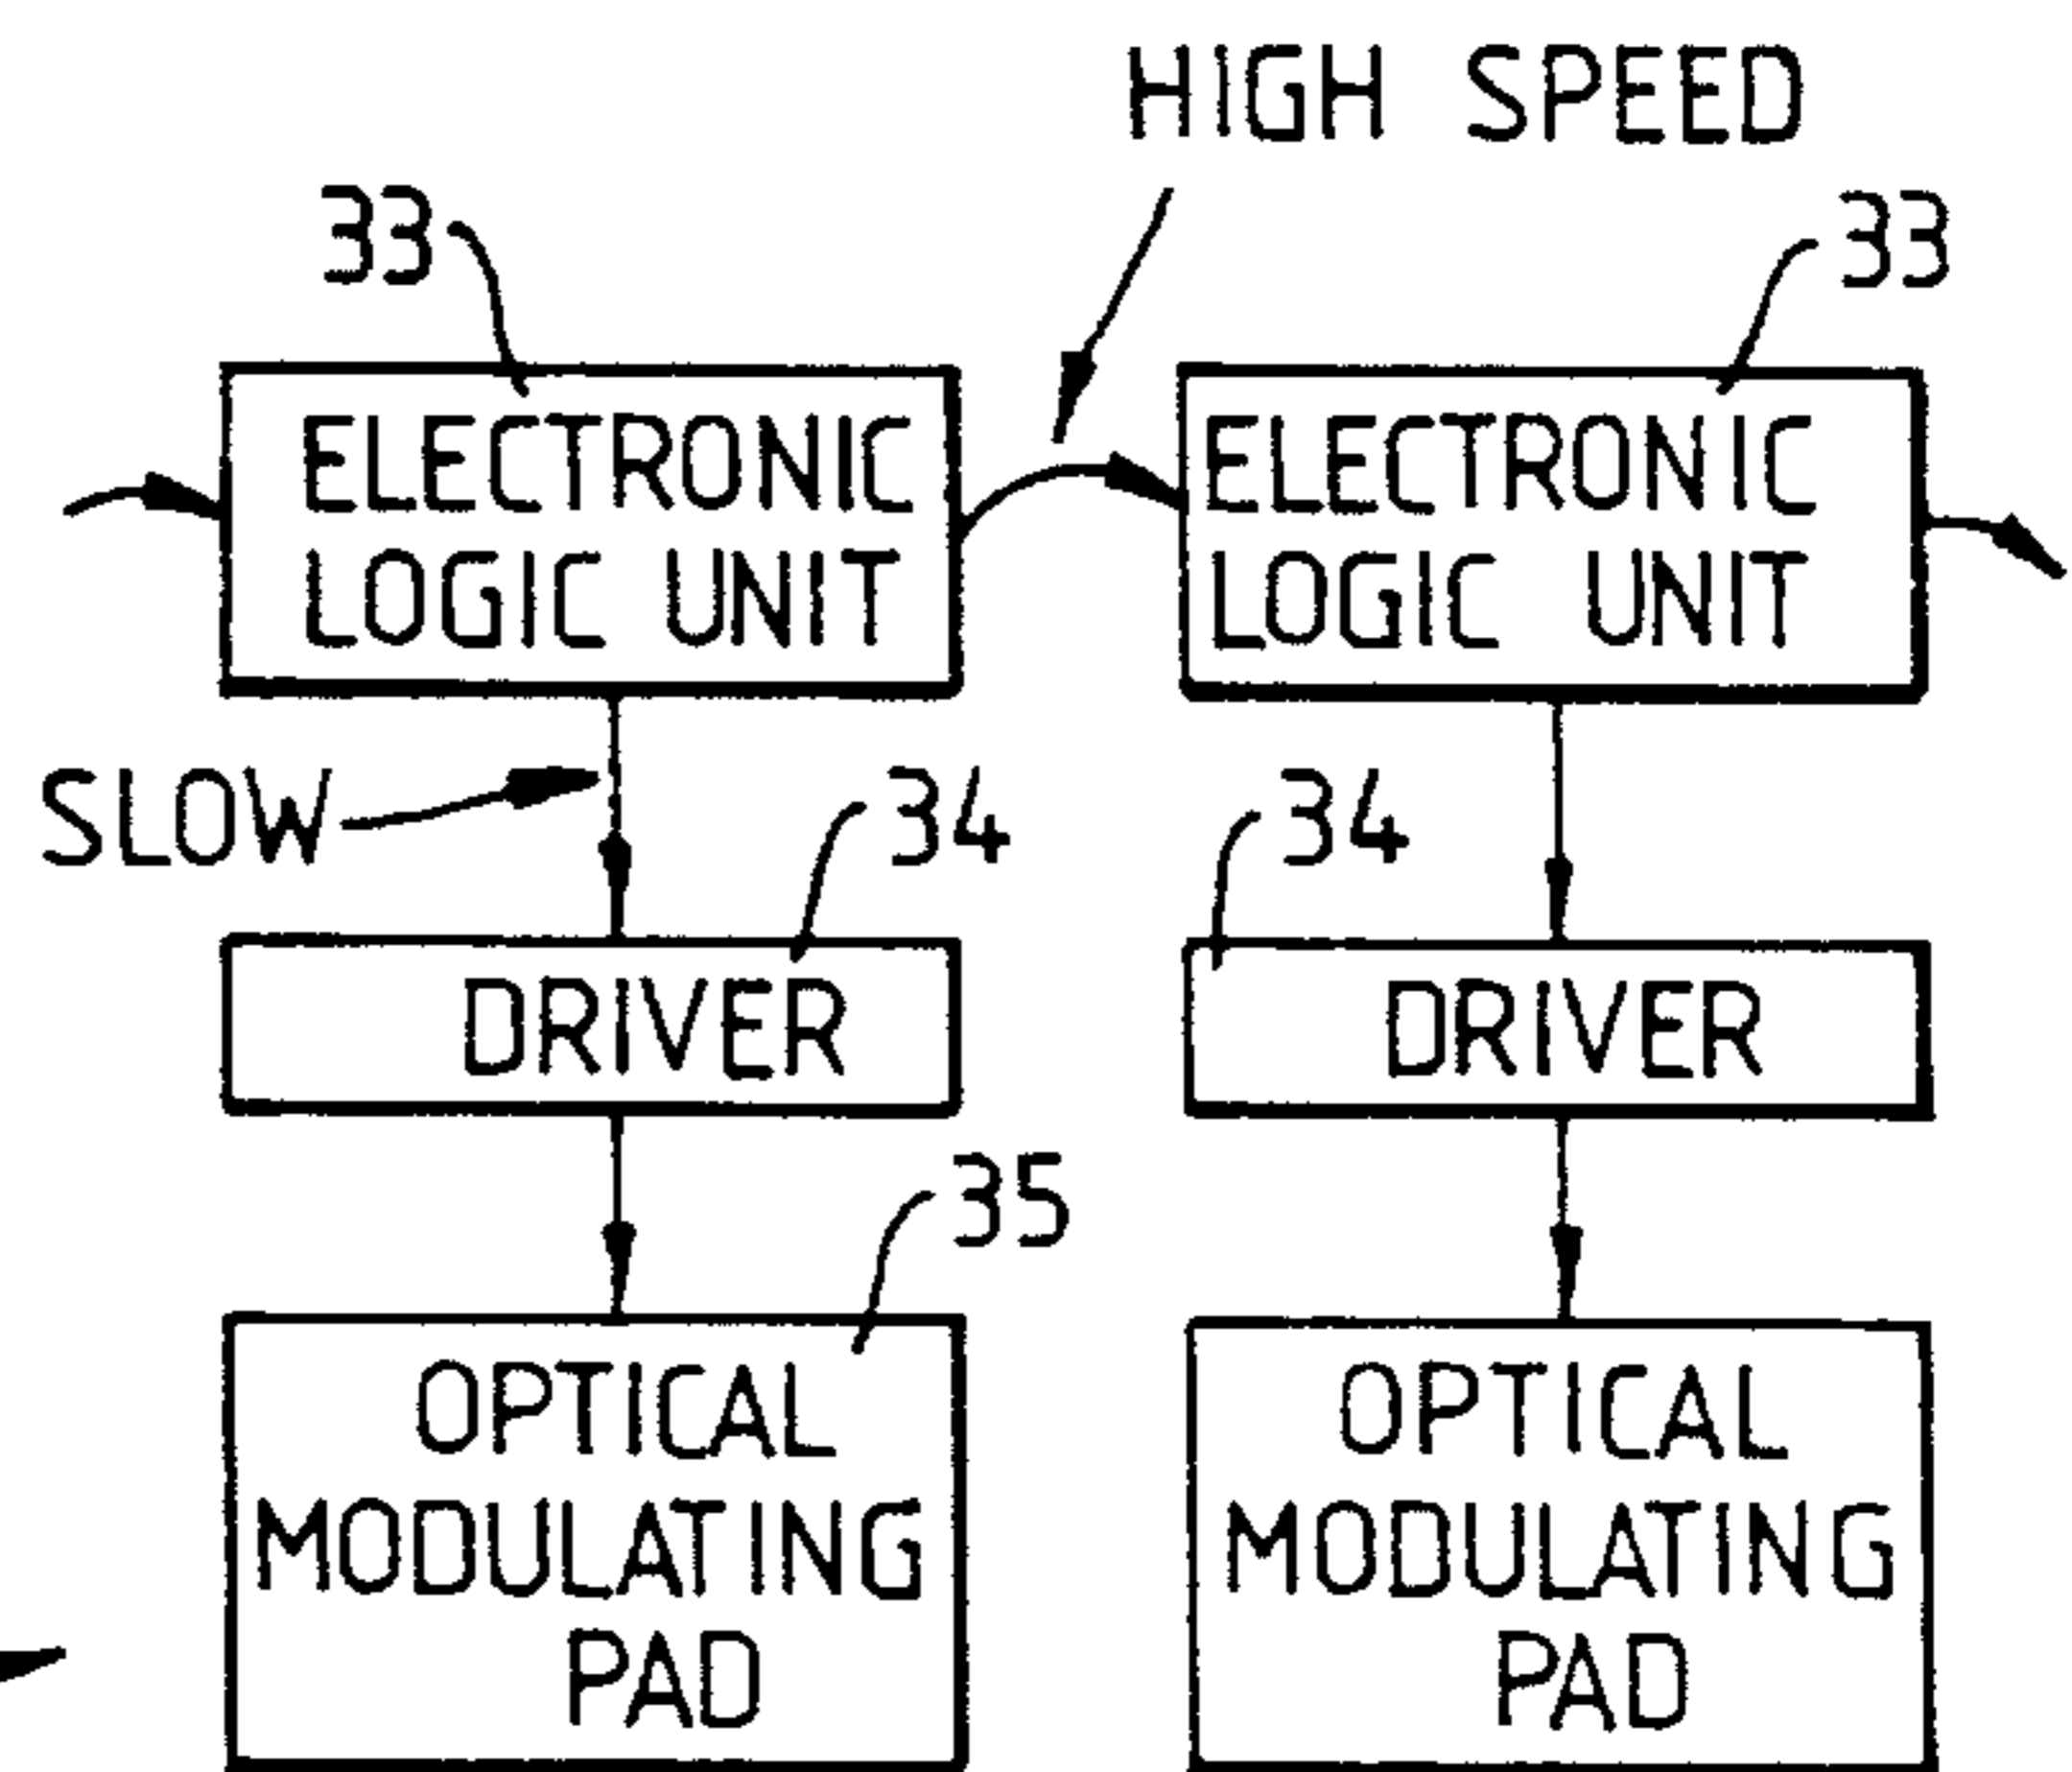 HIGH SPEED
33
33
ELECTRONIC
LOGIC UNIT
ELECTRONIC
LOGIC UNIT
SLOW
34
34
DRIVER
DRIVER
35
OPTICAL
MODULATING
PAD
OPTICAL
MODULATING
PAD